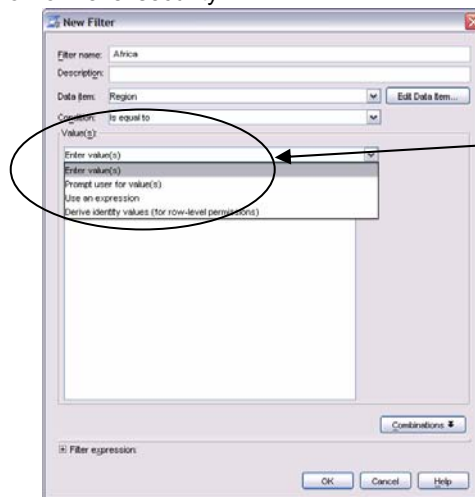 New Filter
Filter name: Africa
Description:
Data item: Region
Edit Data Item...
Condition: Is equal to
Value(s):
Enter value(s)
Enter value(s)
Prompt user for value(s)
Use an expression
Derive identity values (for row-level permissions)
Combinations
Filter expression:
OK
Cancel
Help